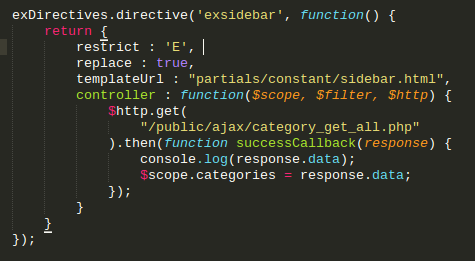 exDirectives.directive('exsidebar', function() {
    return {
        restrict : 'E',
        replace : true,
        templateUrl : "partials/constant/sidebar.html",
        controller : function($scope, $filter, $http) {
            $http.get(
                "/public/ajax/category_get_all.php"
            ).then(function successCallback(response) {
                console.log(response.data);
                $scope.categories = response.data;
            });
        }
    }
});